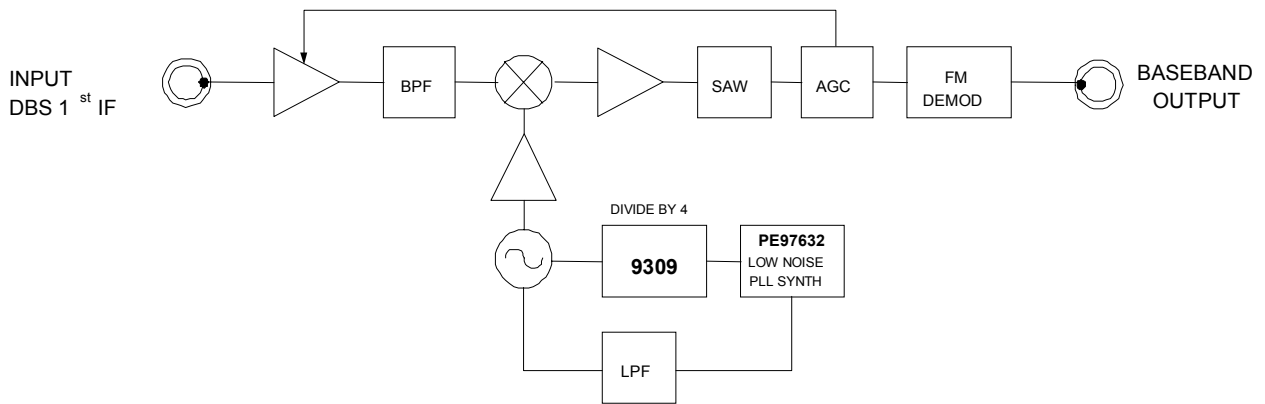 INPUT
DBS 1 st IF
BPF
SAW
AGC
FM
DEMOD
BASEBAND
OUTPUT
DIVIDE BY 4
9309
PE97632
LOW NOISE
PLL SYNTH
LPF